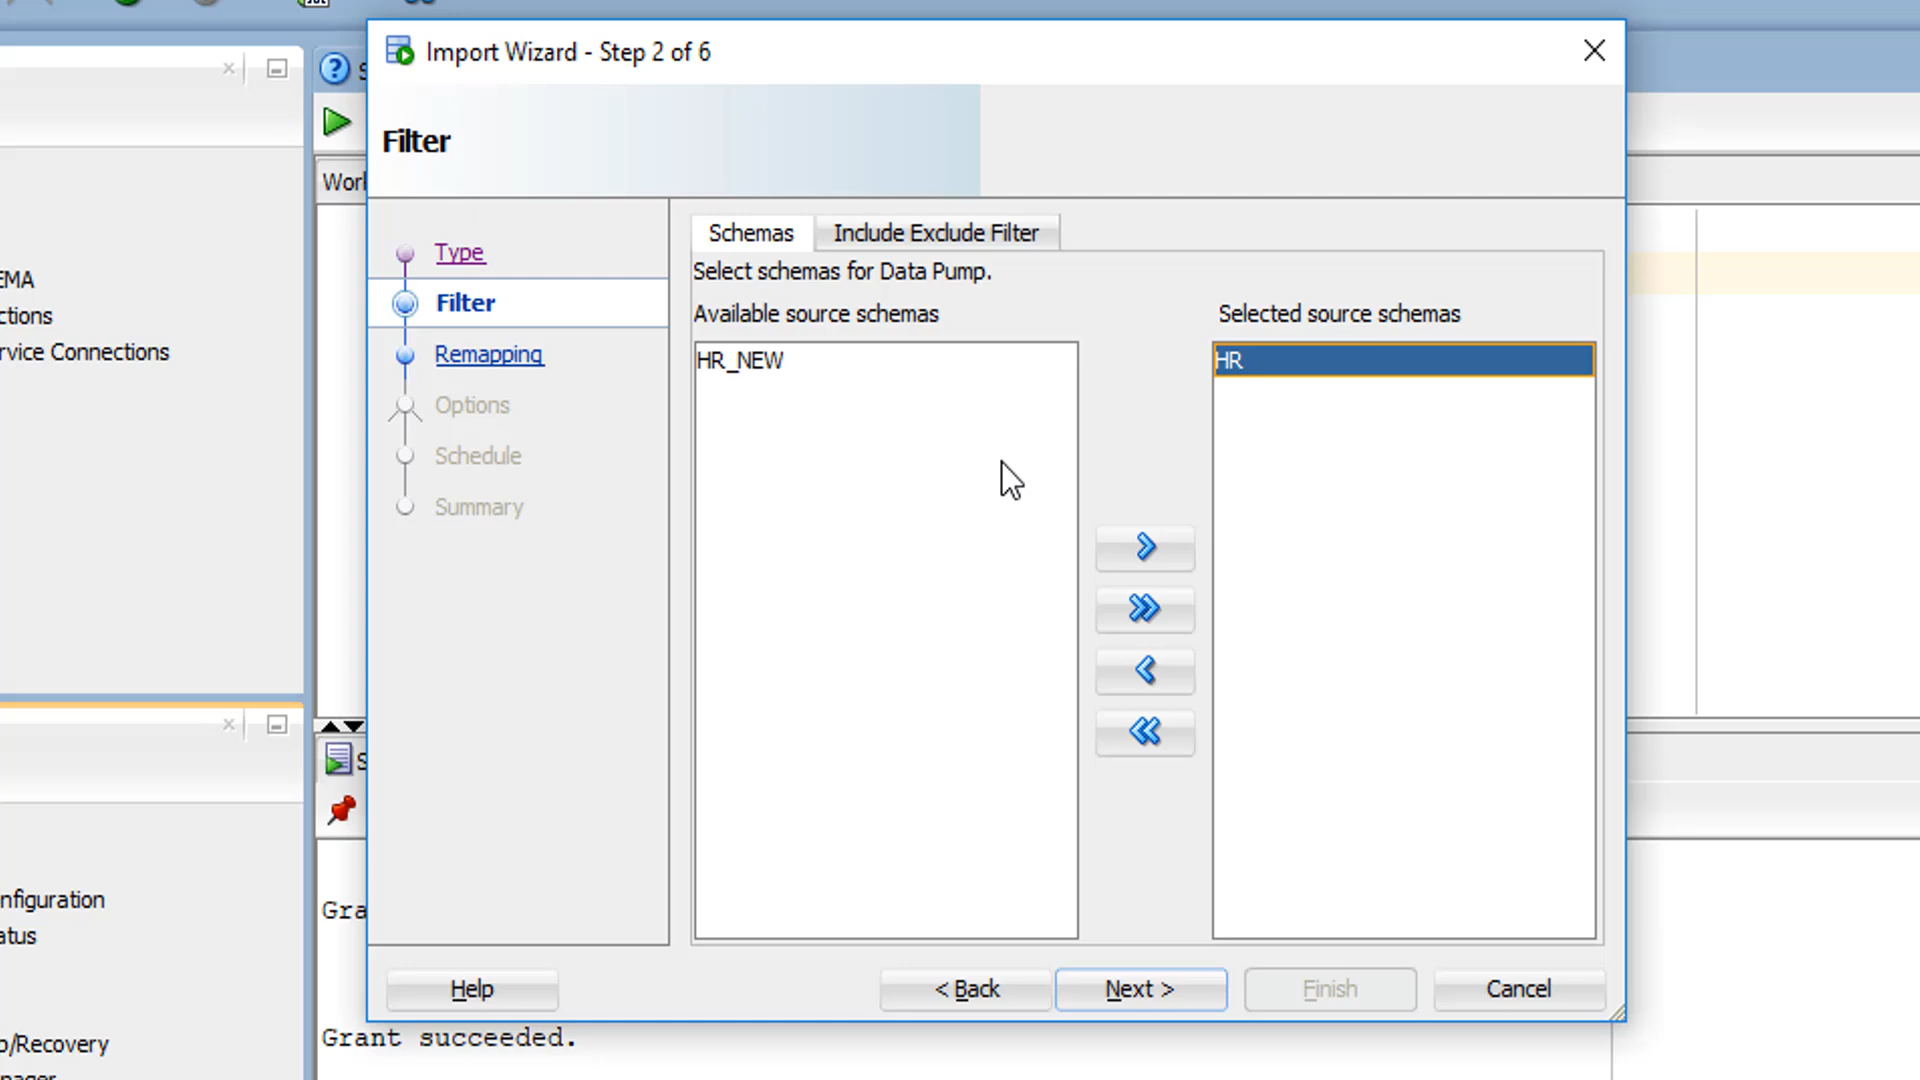 Import Wizard - Step 2 of 6
Filter
Work
EMA
ctions
rvice Connections
Type
Filter
Remapping
Options
Schedule
Summary
Schemas
Include Exclude Filter
Select schemas for Data Pump.
Available source schemas
Selected source schemas
HR_NEW
HR
nfiguration
atus
p/Recovery
Gra
Help
< Back
Next >
Finish
Cancel
Grant succeeded.